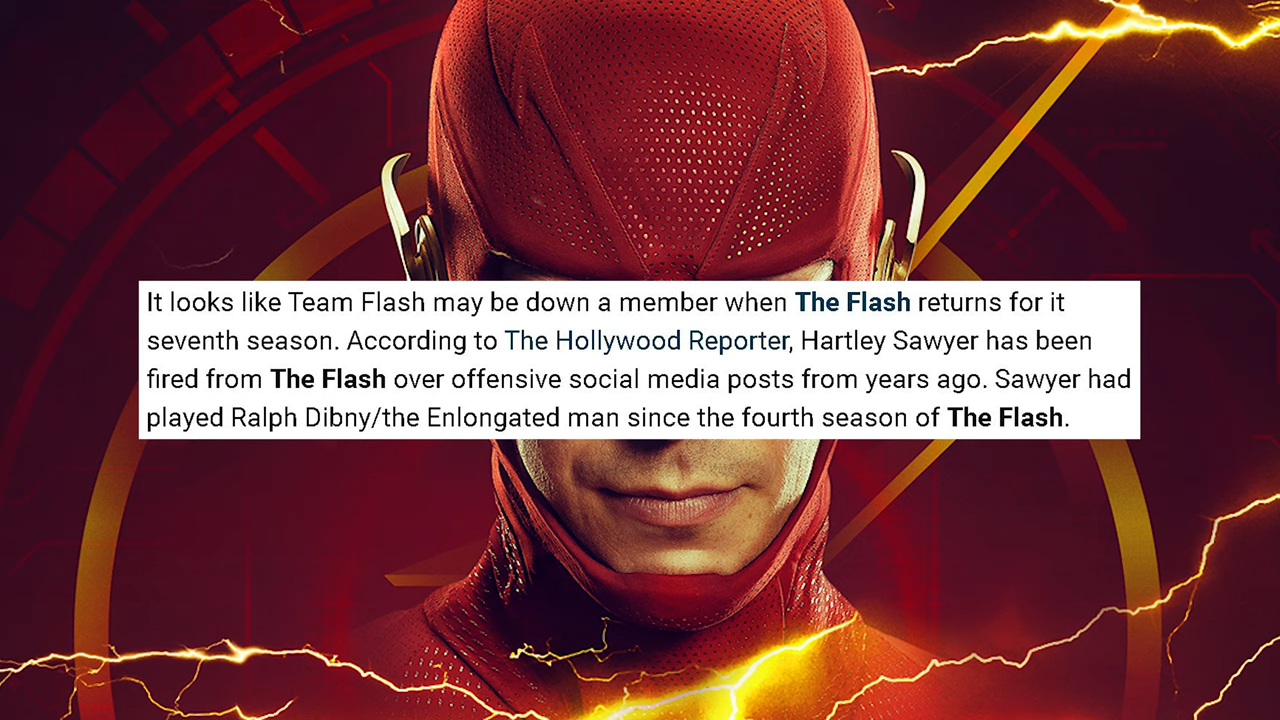 It looks like Team Flash may be down a member when The Flash returns for it
seventh season. According to The Hollywood Reporter, Hartley Sawyer has been
fired from The Flash over offensive social media posts from years ago. Sawyer had
played Ralph Dibny/the Enlongated man since the fourth season of The Flash.